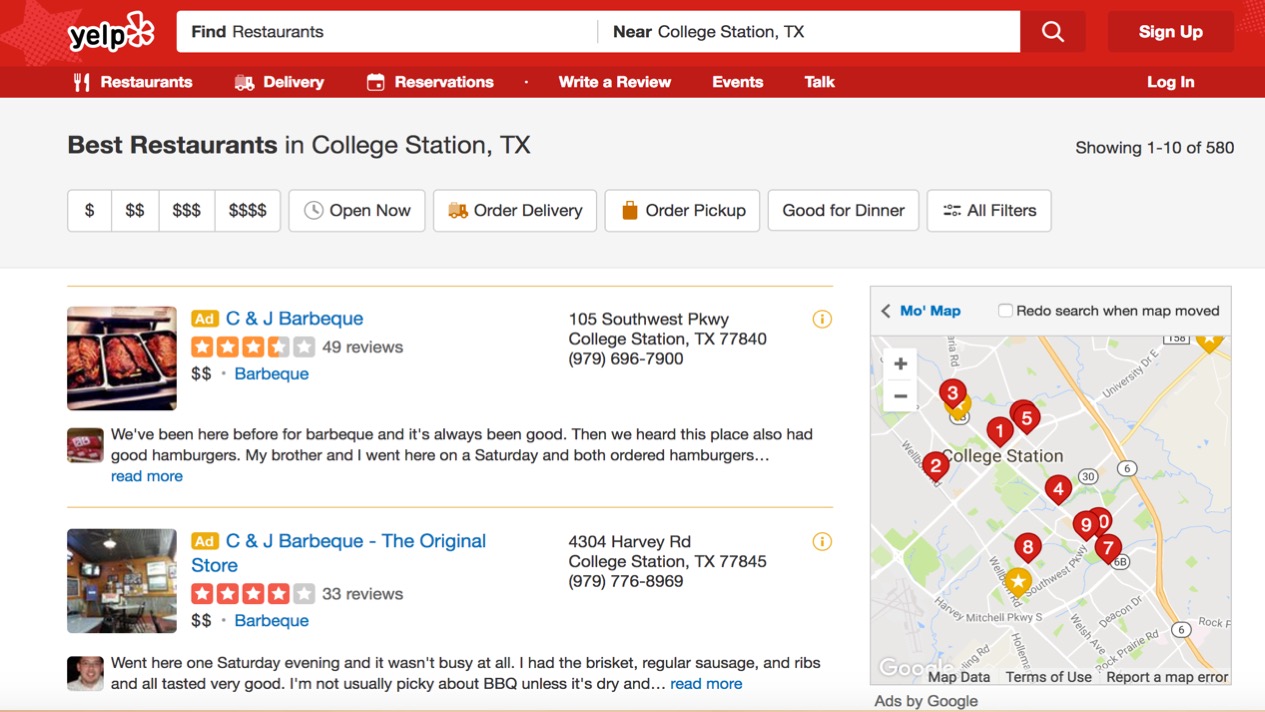 yelp
Find Restaurants
Near College Station, TX
Sign Up
Restaurants
Delivery
Reservations
·
Write a Review
Events
Talk
Log In
Best Restaurants in College Station, TX
Showing 1-10 of 580
$
$$
$$$
$$$$
Open Now
Order Delivery
Order Pickup
Good for Dinner
All Filters
Ad C & J Barbeque
49 reviews
$$ · Barbeque
105 Southwest Pkwy
College Station, TX 77840
(979) 696-7900
We've been here before for barbeque and it's always been good. Then we heard this place also had
good hamburgers. My brother and I went here on a Saturday and both ordered hamburgers…
read more
Ad C & J Barbeque - The Original
Store
33 reviews
$$ · Barbeque
4304 Harvey Rd
College Station, TX 77845
(979) 776-8969
Went here one Saturday evening and it wasn't busy at all. I had the brisket, regular sausage, and ribs
and all tasted very good. I'm not usually picky about BBQ unless it's dry and… read more
Mo' Map
Redo search when map moved
158
University Dr E
+
−
3
5
1
College Station
2
6
30
4
9
0
8
7
6B
Southwest Pkwy
Harvey Mitchell Pkwy S
Deacon Dr
Welsh Ave
6
Rock Prairie Rd
Google
Map Data
Terms of Use
Report a map error
Ads by Google